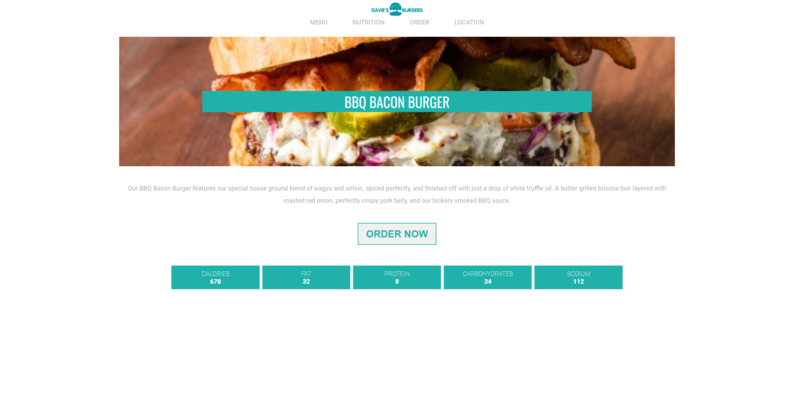 DAVIE'S BURGERS
MENU NUTRITION ORDER LOCATION
BBQ BACON BURGER
Our BBQ Bacon Burger features our special house ground blend of wagyu and sirloin, spiced perfectly, and finished off with just a drop of white truffle oil. A butter grilled brioche bun layered with
roasted red onion, perfectly crispy pork belly, and our hickory smoked BBQ sauce.
ORDER NOW
CALORIES FAT PROTEIN CARBOHYDRATES SODIUM
678 32 8 34 112